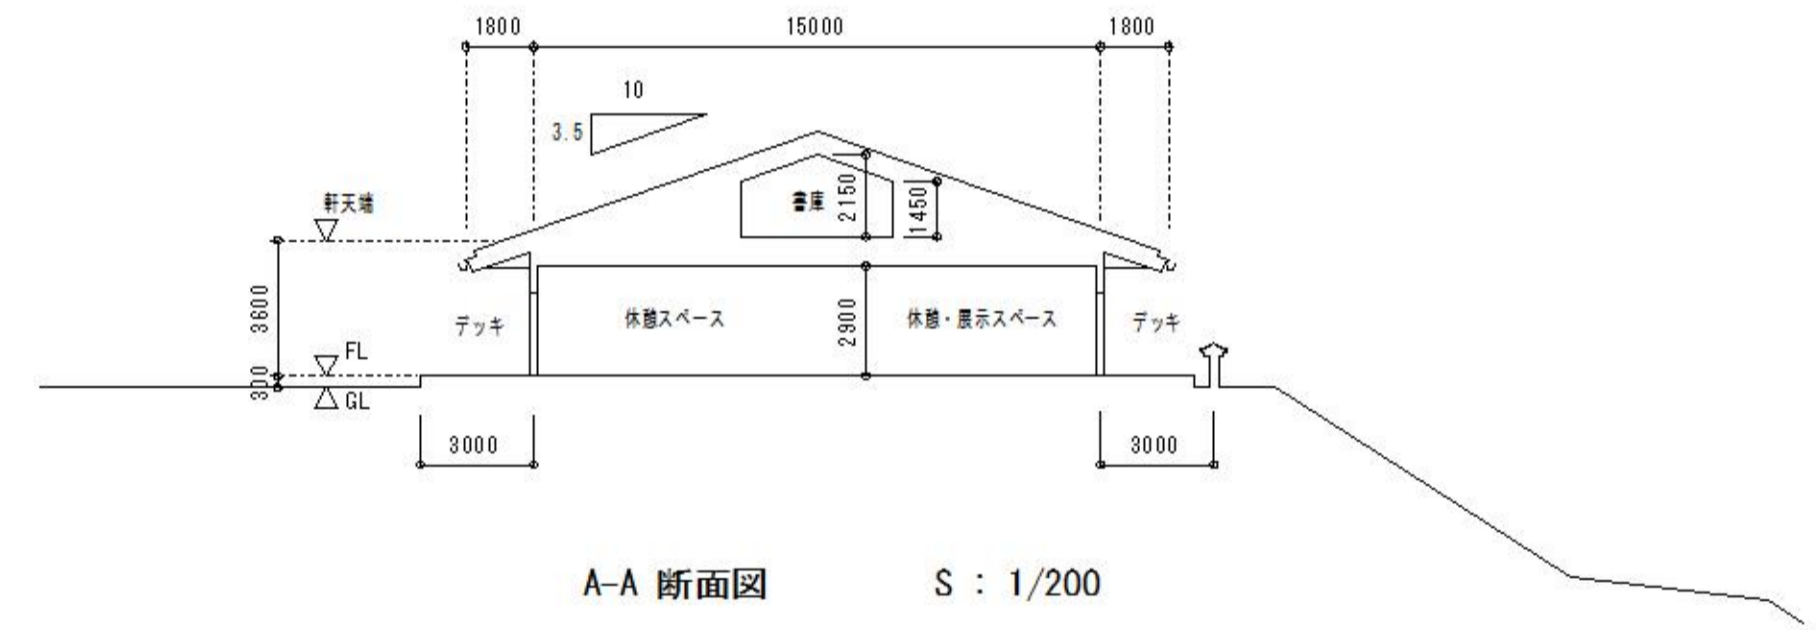 1800
15000
1800
10
3.5
軒天端
書庫
2150
1450
3600
デッキ
休憩スペース
2900
休憩・展示スペース
デッキ
FL
300
GL
3000
3000
A-A 断面図 S : 1/200